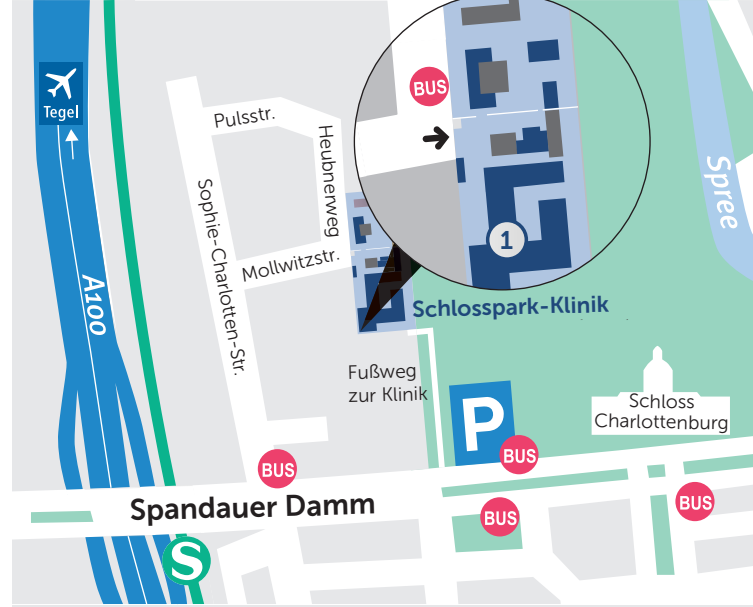 BUS
Tegel
Pulsstr.
Heubnerweg
Spree
Sophie-Charlotten-Str.
Mollwitzstr.
1
A100
Schlosspark-Klinik
Fußweg
zur Klinik
P
Schloss
Charlottenburg
BUS
BUS
BUS
BUS
Spandauer Damm
S